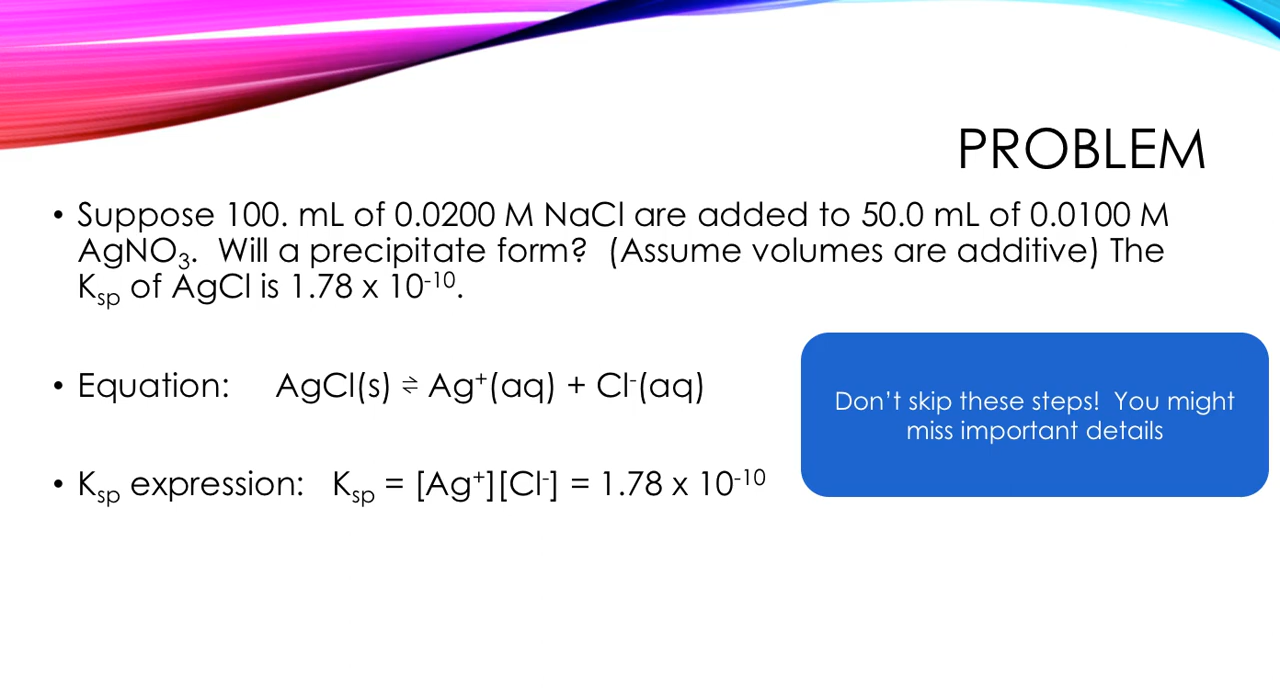 PROBLEM
• Suppose 100. mL of 0.0200 M NaCl are added to 50.0 mL of 0.0100 M
AgNO₃.  Will a precipitate form?  (Assume volumes are additive) The
Kₛₚ of AgCl is 1.78 x 10⁻¹⁰.
• Equation:    AgCl(s) ⇌ Ag⁺(aq) + Cl⁻(aq)
Don’t skip these steps!  You might
miss important details
• Kₛₚ expression:   Kₛₚ = [Ag⁺][Cl⁻] = 1.78 x 10⁻¹⁰